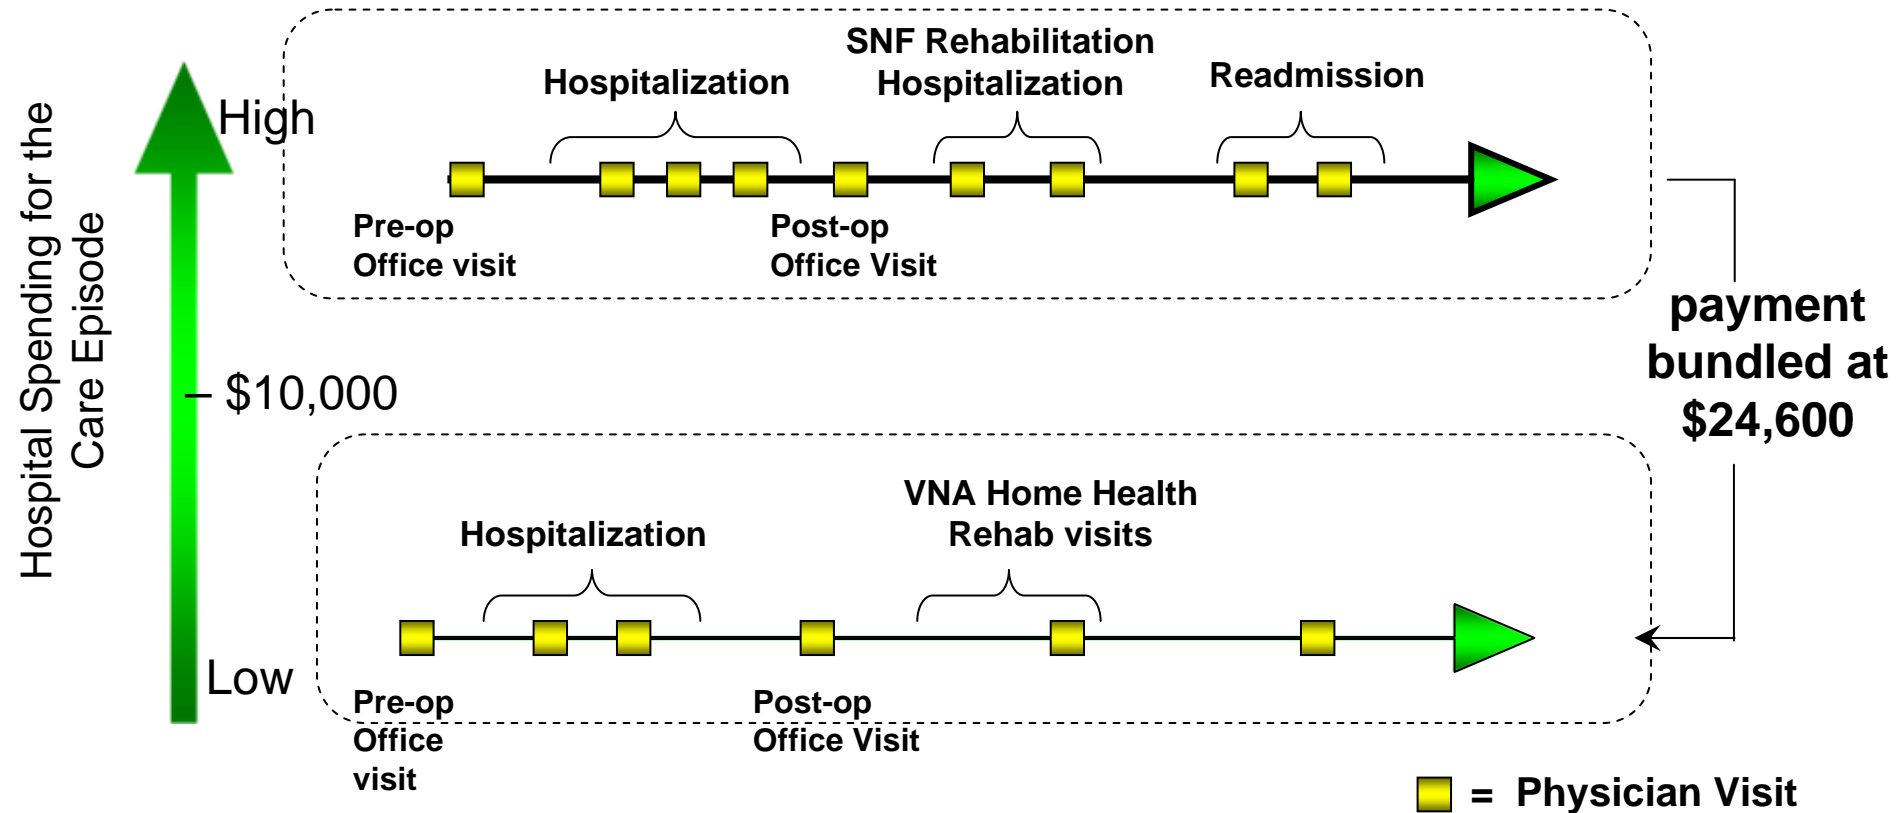 Hospital Spending for the
Care Episode
High
– $10,000
Low
SNF Rehabilitation
Hospitalization
Hospitalization
Readmission
Pre-op
Office visit
Post-op
Office Visit
payment
bundled at
$24,600
VNA Home Health
Rehab visits
Hospitalization
Pre-op
Office
visit
Post-op
Office Visit
= Physician Visit